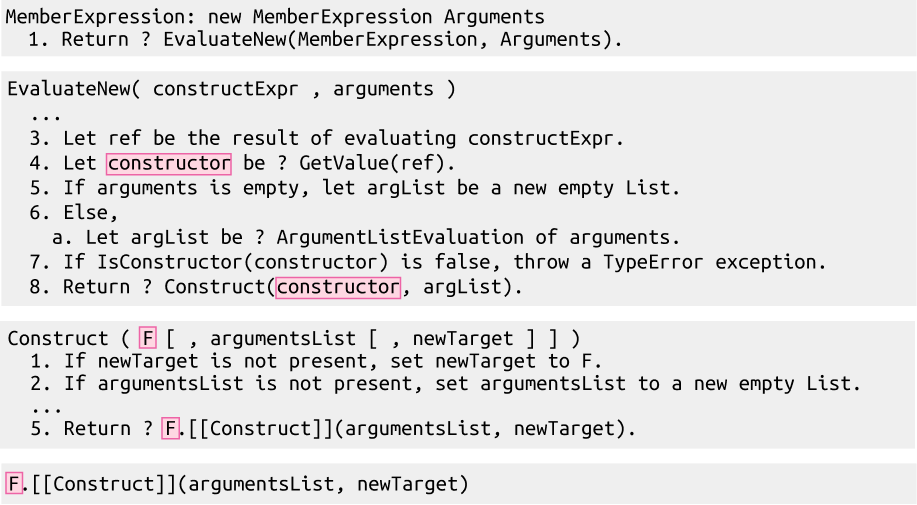 MemberExpression: new MemberExpression Arguments
1. Return ? EvaluateNew(MemberExpression, Arguments).
EvaluateNew( constructExpr , arguments )
...
3. Let ref be the result of evaluating constructExpr.
4. Let constructor be ? GetValue(ref).
5. If arguments is empty, let argList be a new empty List.
6. Else,
a. Let argList be ? ArgumentListEvaluation of arguments.
7. If IsConstructor(constructor) is false, throw a TypeError exception.
8. Return ? Construct(constructor, argList).
Construct ( F [ , argumentsList [ , newTarget ] ] )
1. If newTarget is not present, set newTarget to F.
2. If argumentsList is not present, set argumentsList to a new empty List.
...
5. Return ? F.[[Construct]](argumentsList, newTarget).
F.[[Construct]](argumentsList, newTarget)